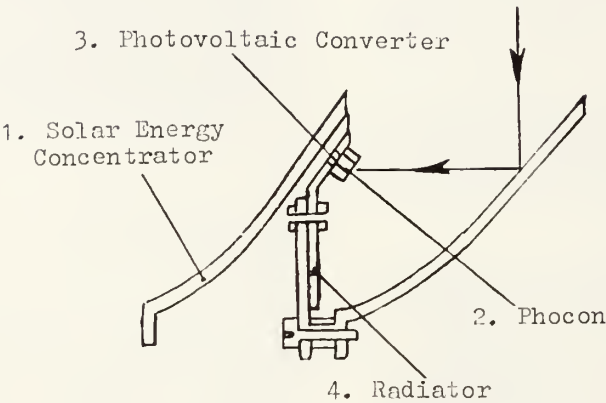 3. Photovoltaic Converter
1. Solar Energy
Concentrator
2. Phocon
4. Radiator